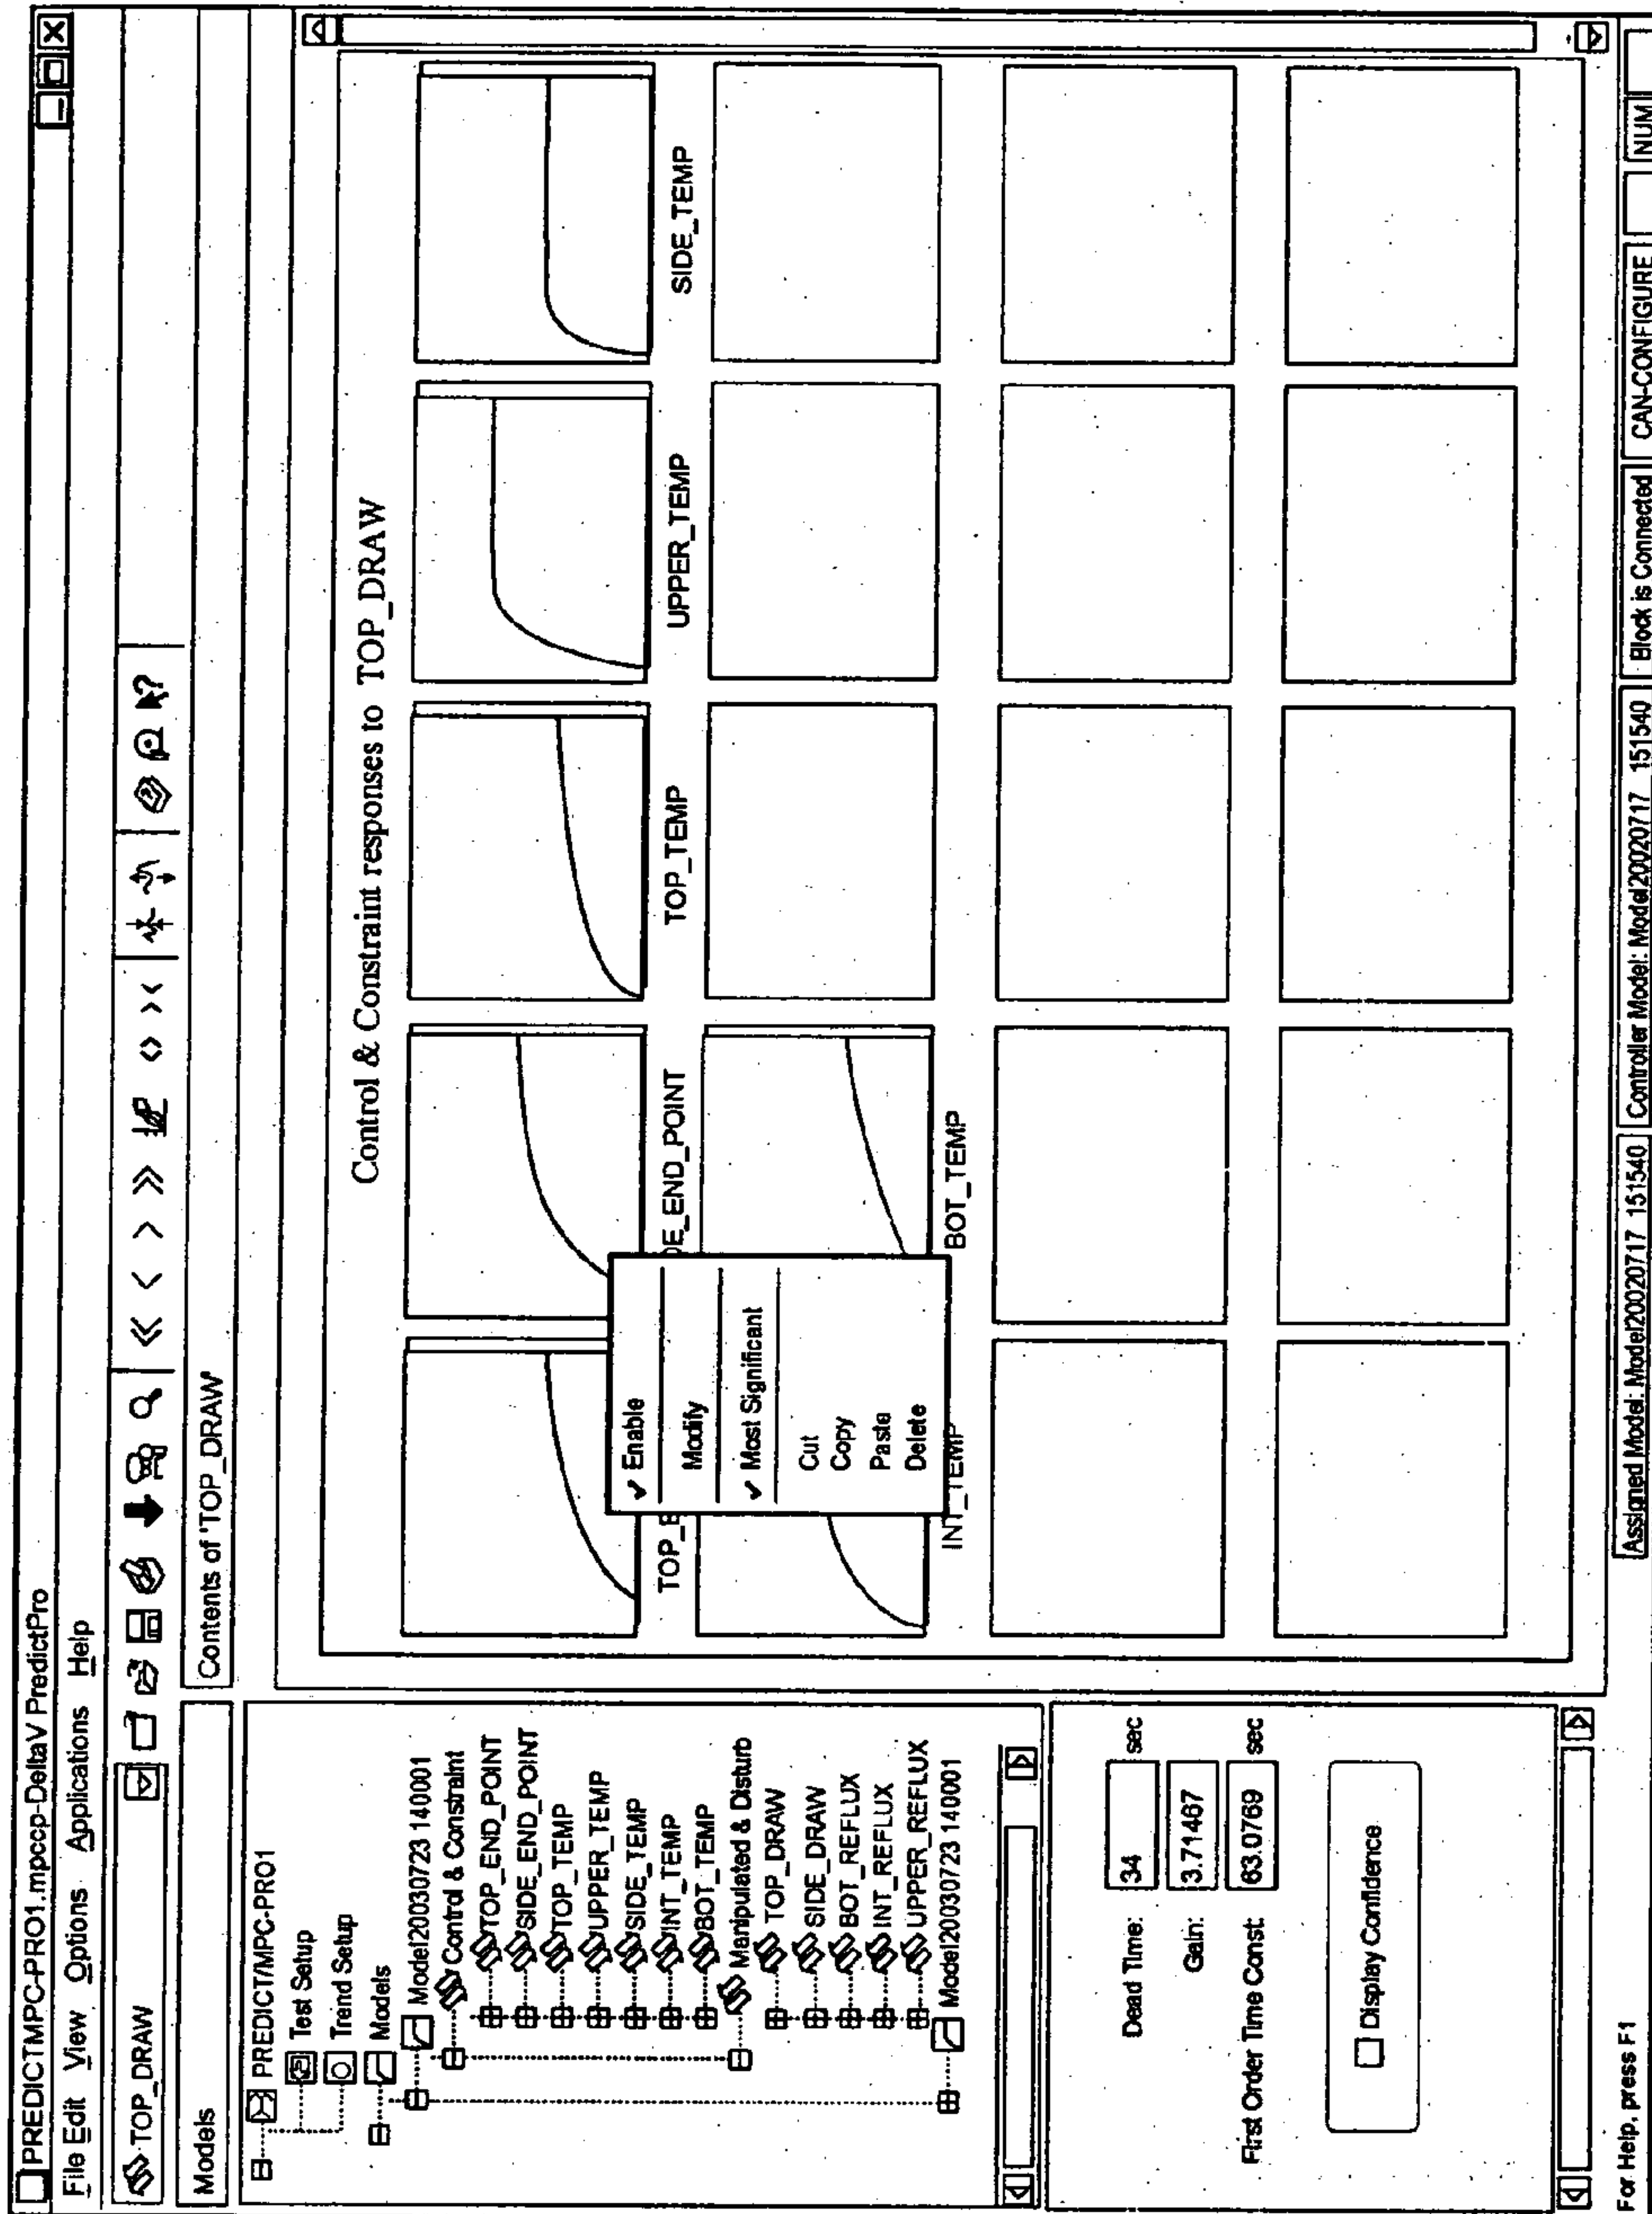 PREDICTMPC-PRO1.mpccp-DeltaV PredictPro
File Edit View Options Applications Help
TOP_DRAW
Models
Contents of 'TOP_DRAW'
PREDICT/MPC-PRO1
Test Setup
Trend Setup
Models
Model20030723 140001
Control & Constraint
TOP_END_POINT
SIDE_END_POINT
TOP_TEMP
UPPER_TEMP
SIDE_TEMP
INT_TEMP
BOT_TEMP
Manipulated & Disturb
TOP_DRAW
SIDE_DRAW
BOT_REFLUX
INT_REFLUX
UPPER_REFLUX
Model20030723 140001
Dead Time: 34 sec
Gain: 3.71467
First Order Time Const: 63.0769 sec
Display Confidence
Control & Constraint responses to TOP_DRAW
TOP_E
DE_END_POINT
TOP_TEMP
UPPER_TEMP
SIDE_TEMP
Enable
Modify
Most Significant
Cut
Copy
Paste
Delete
INT_TEMP
BOT_TEMP
For Help, press F1
Assigned Model: Model20020717 151540
Controller Model: Model20020717 151540
Block is Connected
CAN-CONFIGURE
NUM